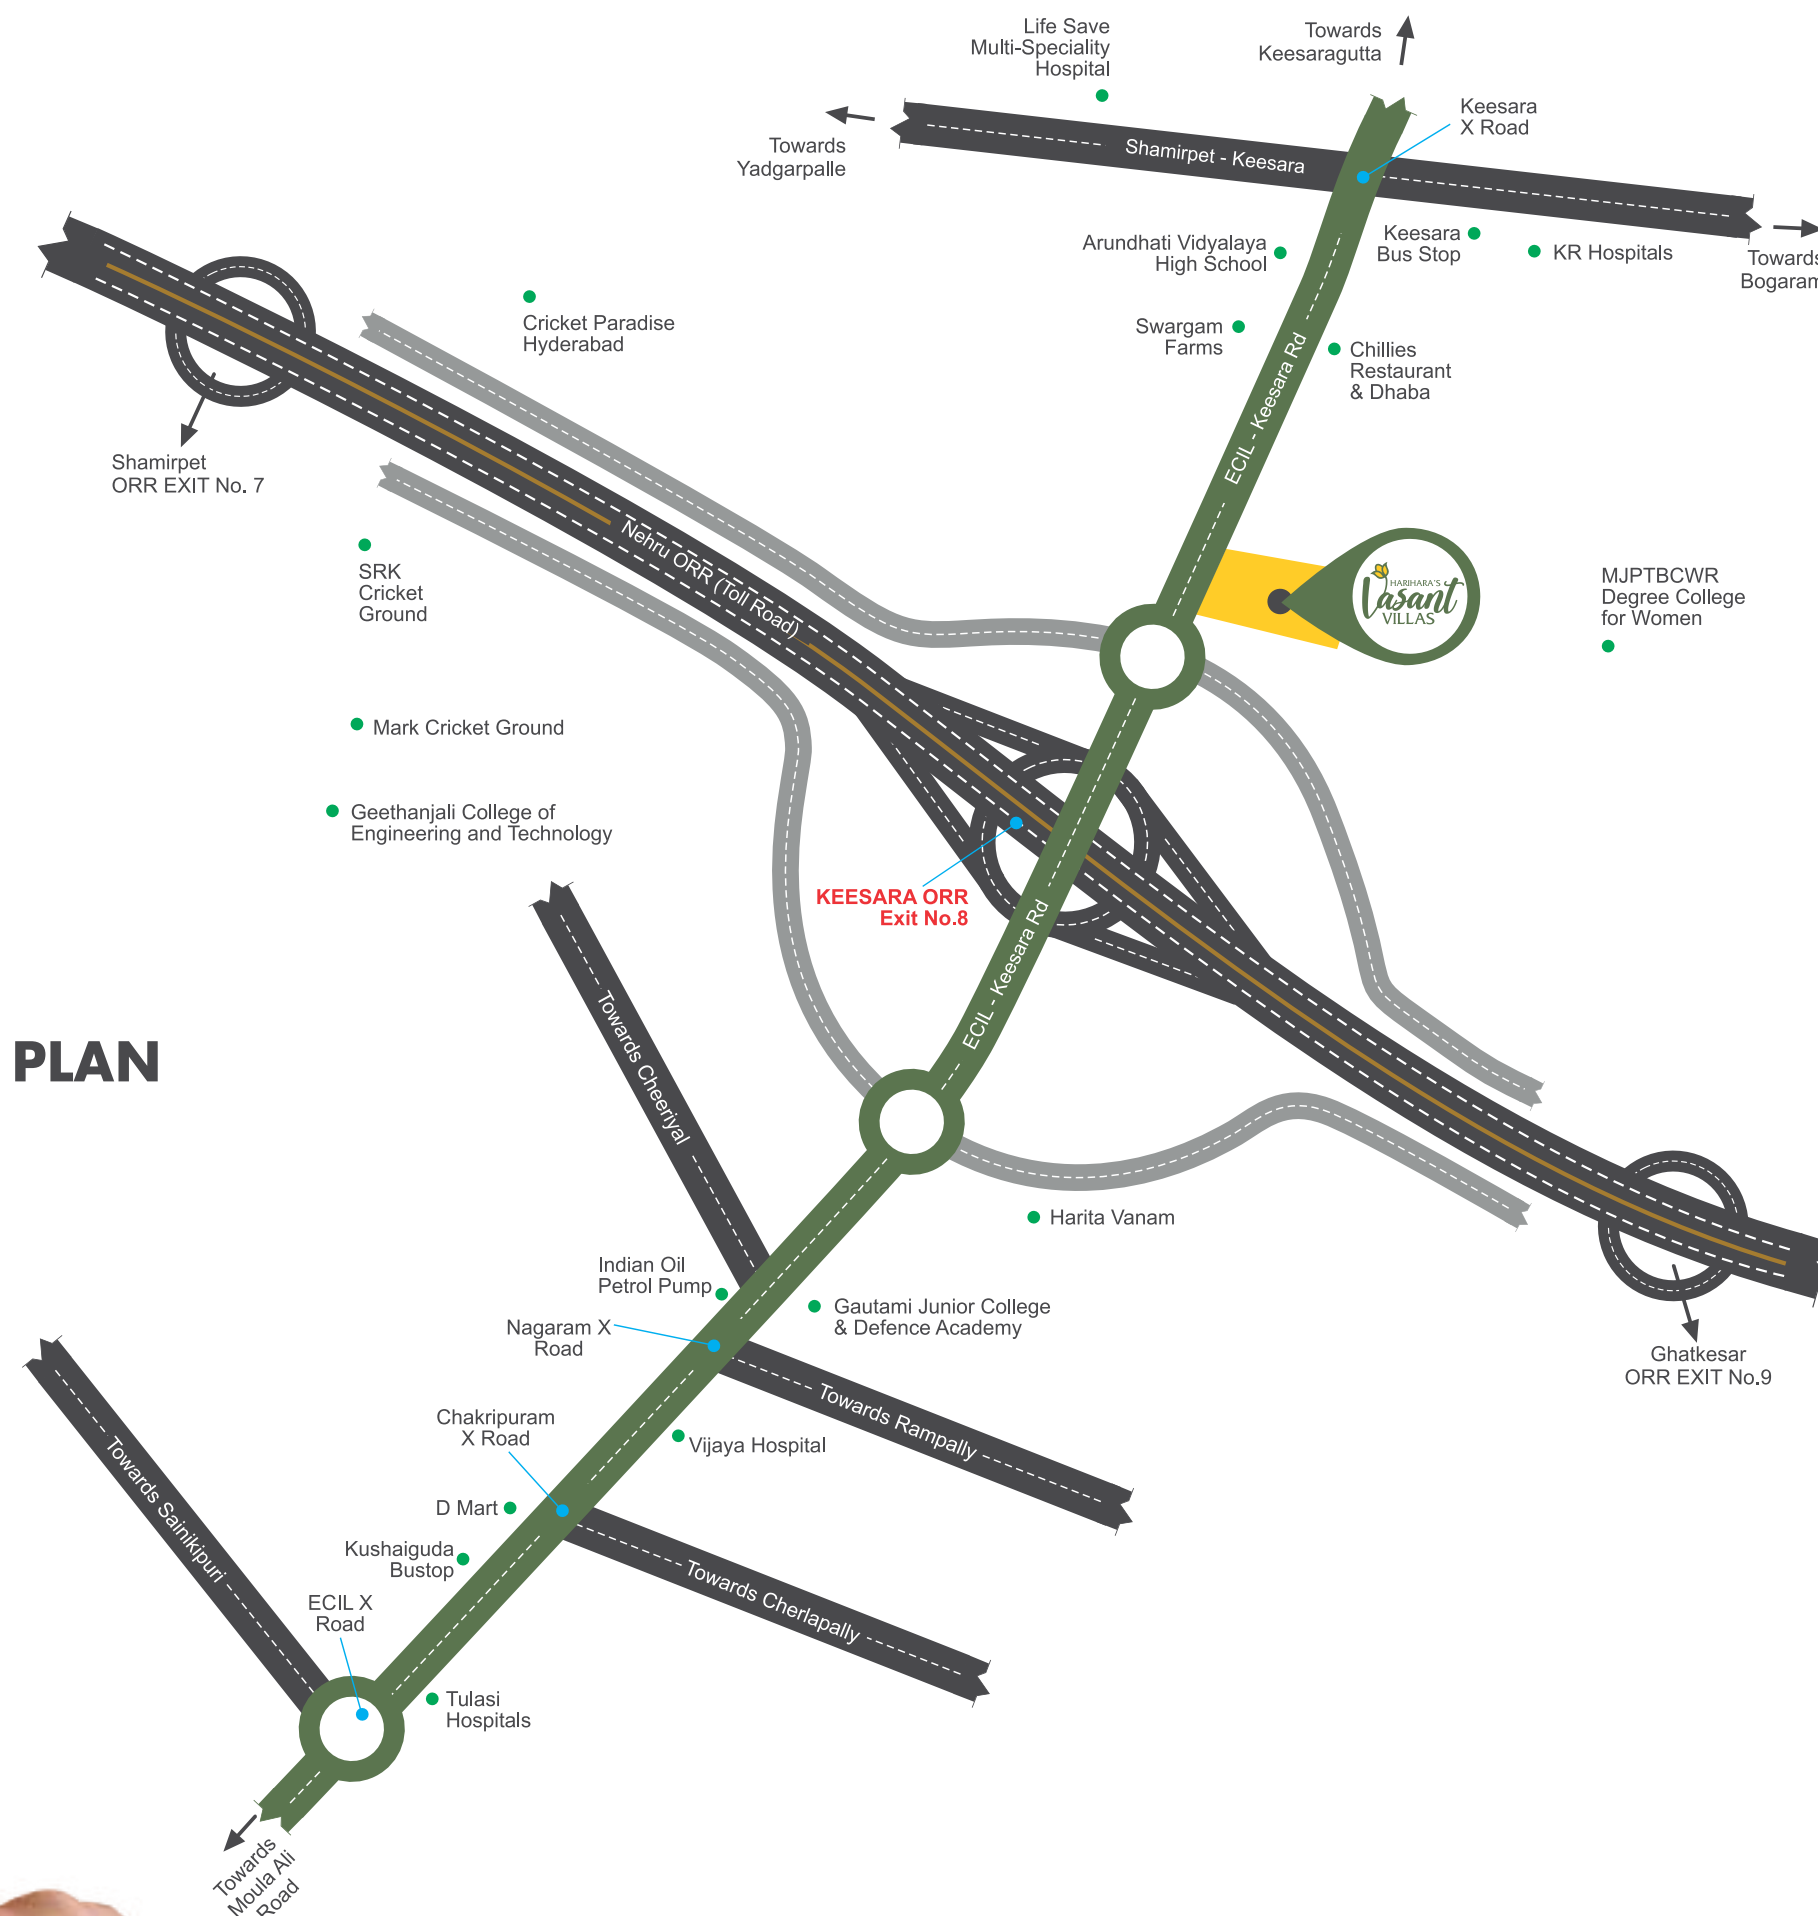 Life Save
Multi-Speciality
Hospital
Towards
Keesaragutta
Keesara
X Road
Towards
Yadgarpalle
Shamirpet - Keesara
Arundhati Vidyalaya
High School
Keesara
Bus Stop
KR Hospitals
Towards
Bogaram
Cricket Paradise
Hyderabad
Swargam
Farms
Chillies
Restaurant
& Dhaba
ECIL - Keesara Rd
Shamirpet
ORR EXIT No. 7
Nehru ORR (Toll Road)
SRK
Cricket
Ground
HARIHARA'S
Vasant
VILLAS
MJPTBCWR
Degree College
for Women
Mark Cricket Ground
Geethanjali College of
Engineering and Technology
KEESARA ORR
Exit No.8
ECIL - Keesara Rd
PLAN
Towards Cheeriyal
Harita Vanam
Indian Oil
Petrol Pump
Gautami Junior College
& Defence Academy
Nagaram X
Road
Ghatkesar
ORR EXIT No.9
Towards Rampally
Chakripuram
X Road
Vijaya Hospital
Towards Sainikipuri
D Mart
Kushaiguda
Bustop
Towards Cherlapally
ECIL X
Road
Tulasi
Hospitals
Towards
Moula Ali
Road